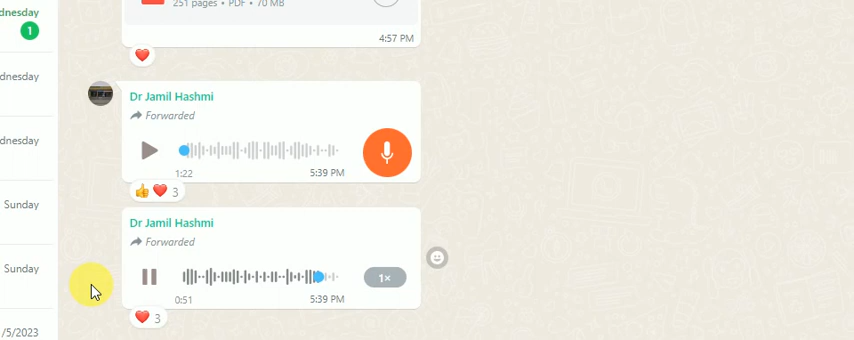 dnesday
1
251 pages • PDF • 70 MB
4:57 PM
dnesday
Dr Jamil Hashmi
Forwarded
1:22
5:39 PM
3
dnesday
Sunday
Dr Jamil Hashmi
Forwarded
1×
0:51
5:39 PM
3
Sunday
/5/2023